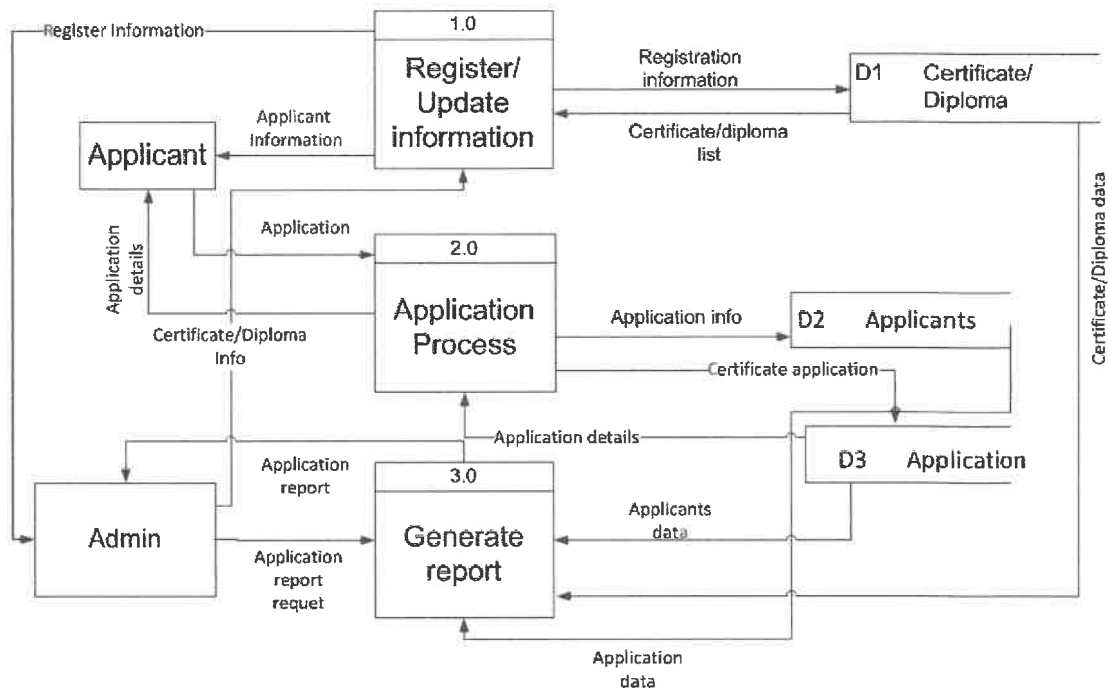 Register Information
1.0
Register/
Update
information
Registration
information
D1 Certificate/
Diploma
Applicant
Information
Certificate/diploma
list
Applicant
Application
Application
details
2.0
Application
Process
Certificate/Diploma
Info
Application info
D2 Applicants
Certificate/Diploma data
Certificate application
Application details
D3 Application
Application
report
3.0
Generate
report
Applicants
data
Admin
Application
report
requet
Application
data